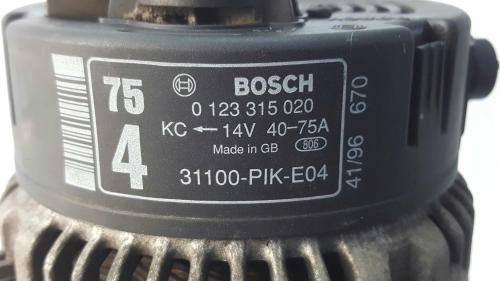 75
4
BOSCH
0 123 315 020
KC ← 14V 40-75A
Made in GB 806
31100-PIK-E04
41/96 670